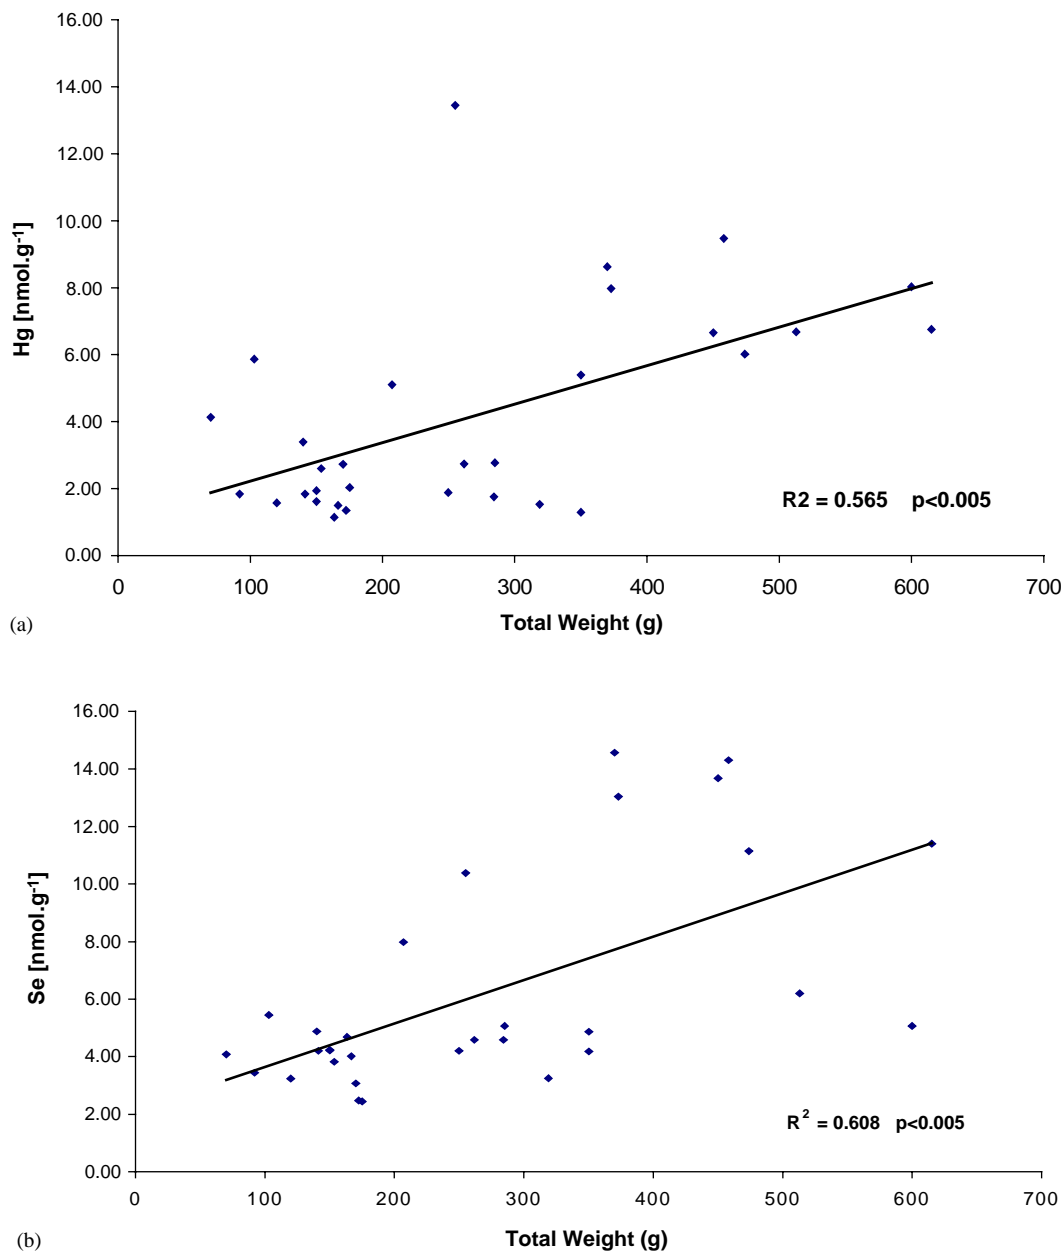 16.00
14.00
12.00
10.00
8.00
6.00
4.00
2.00
0.00
Hg [nmol.g-1]
R2 = 0.565 p<0.005
0 100 200 300 400 500 600 700
Total Weight (g)
(a)
16.00
14.00
12.00
10.00
8.00
6.00
4.00
2.00
0.00
Se [nmol.g-1]
R2 = 0.608 p<0.005
0 100 200 300 400 500 600 700
Total Weight (g)
(b)